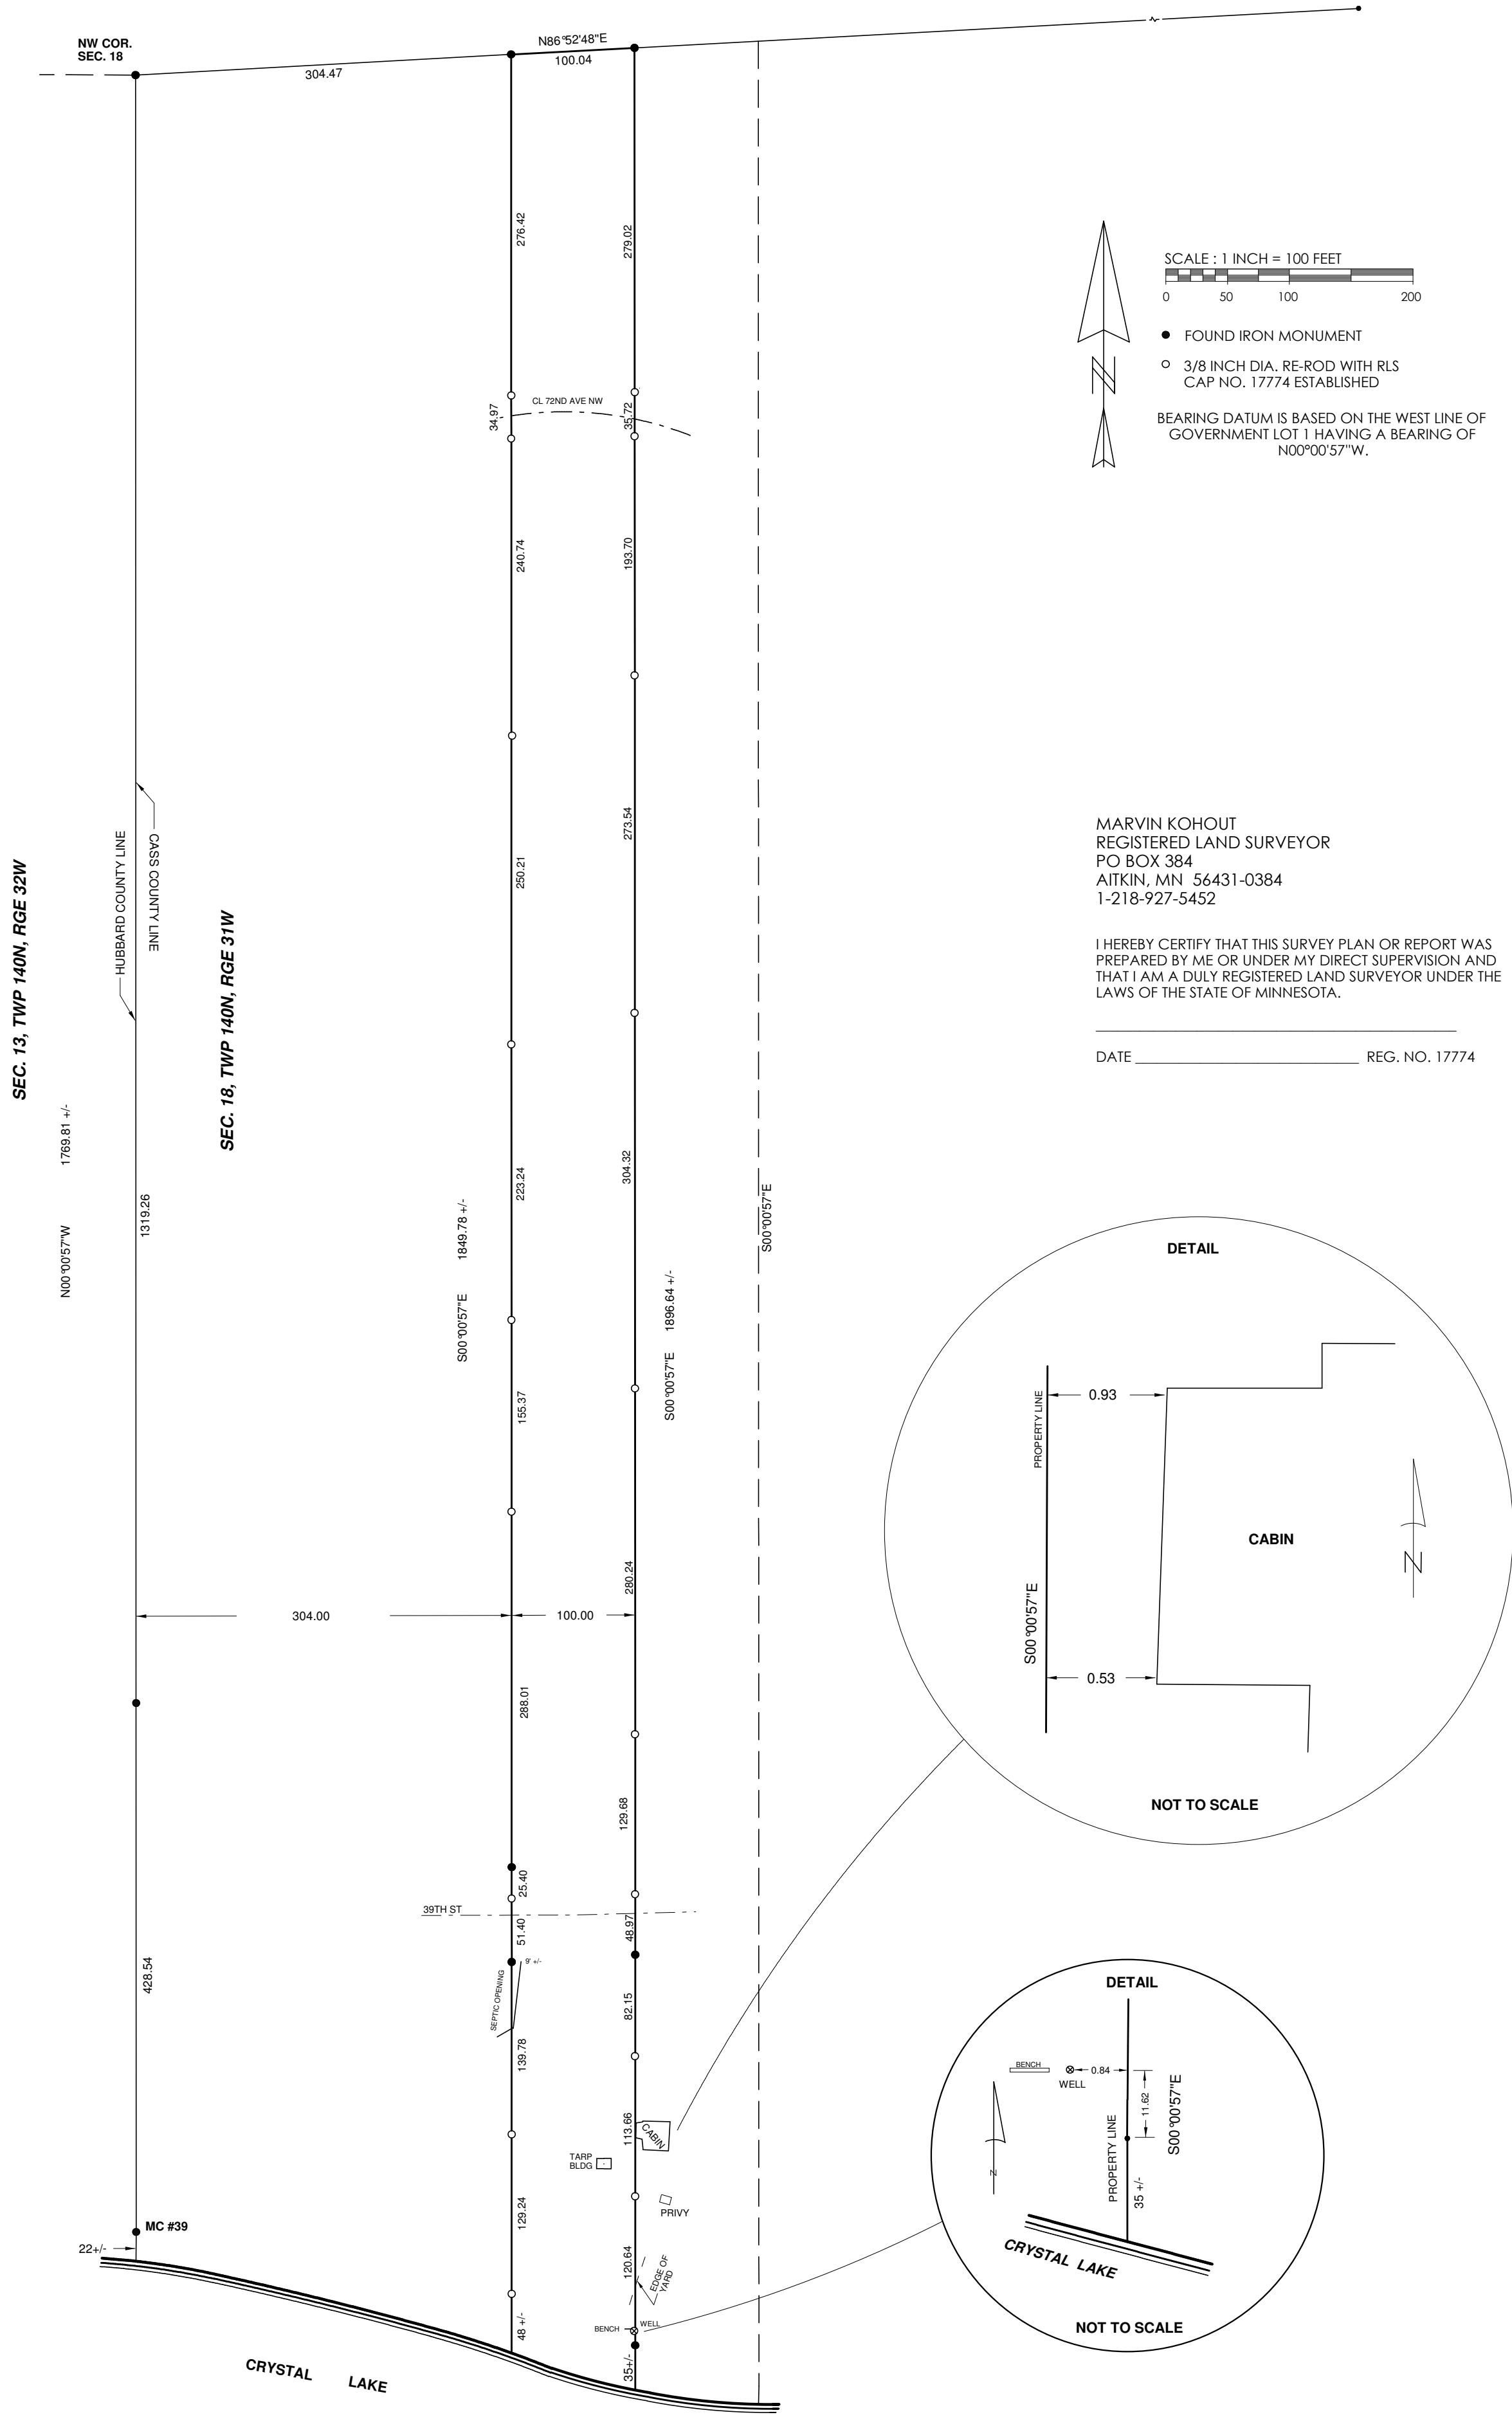 NW COR.
SEC. 18
304.47
N86°52'48"E
100.04
276.42
279.02
SCALE : 1 INCH = 100 FEET
0 50 100 200
FOUND IRON MONUMENT
3/8 INCH DIA. RE-ROD WITH RLS
CAP NO. 17774 ESTABLISHED
N
BEARING DATUM IS BASED ON THE WEST LINE OF
GOVERNMENT LOT 1 HAVING A BEARING OF
N00°00'57"W.
34.97
CL 72ND AVE NW
35.72
240.74
193.70
SEC. 13, TWP 140N, RGE 32W
HUBBARD COUNTY LINE
CASS COUNTY LINE
SEC. 18, TWP 140N, RGE 31W
250.21
273.54
MARVIN KOHOUT
REGISTERED LAND SURVEYOR
PO BOX 384
AITKIN, MN 56431-0384
1-218-927-5452
I HEREBY CERTIFY THAT THIS SURVEY PLAN OR REPORT WAS
PREPARED BY ME OR UNDER MY DIRECT SUPERVISION AND
THAT I AM A DULY REGISTERED LAND SURVEYOR UNDER THE
LAWS OF THE STATE OF MINNESOTA.
DATE REG. NO. 17774
N00°00'57"W 1769.81 +/-
1319.26
S00°00'57"E 1849.78 +/-
223.24
304.32
S00°00'57"E 1896.64 +/-
S00°00'57"E
155.37
280.24
304.00
100.00
288.01
129.68
25.40
39TH ST
51.40
48.97
9' +/-
SEPTIC OPENING
428.54
82.15
139.78
113.66
CABIN
TARP
BLDG
PRIVY
129.24
120.64
EDGE OF
YARD
MC #39
22+/-
48 +/-
BENCH
WELL
35+/-
CRYSTAL LAKE
DETAIL
PROPERTY LINE
0.93
CABIN
N
S00°00'57"E
0.53
NOT TO SCALE
DETAIL
BENCH
0.84
WELL
11.62
S00°00'57"E
N
PROPERTY LINE
35 +/-
CRYSTAL LAKE
NOT TO SCALE